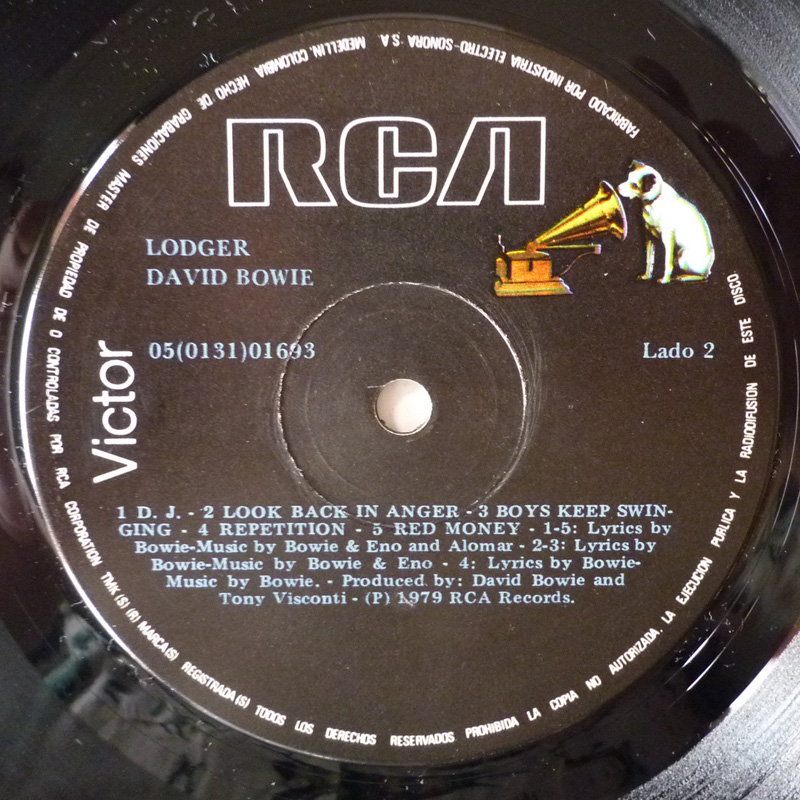 RCA
LODGER
DAVID BOWIE
05(0131)01693
Lado 2
Victor
1 D. J. - 2 LOOK BACK IN ANGER - 3 BOYS KEEP SWIN-
GING - 4 REPETITION - 5 RED MONEY - 1-5: Lyrics by
Bowie-Music by Bowie & Eno and Alomar - 2-3: Lyrics by
Bowie-Music by Bowie & Eno - 4: Lyrics by Bowie-
Music by Bowie. - Produced by: David Bowie and
Tony Visconti - (P) 1979 RCA Records.
FABRICADO POR INDUSTRIA ELECTRO-SONORA S.A. MEDELLIN, COLOMBIA HECHO DE GRABACIONES MASTER DE PROPIEDAD DE O CONTROLADAS POR RCA CORPORATION TMK(S) (R) MARCA(S) REGISTRADA(S) TODOS LOS DERECHOS RESERVADOS PROHIBIDA LA COPIA NO AUTORIZADA, LA EJECUCION PUBLICA Y LA RADIODIFUSION DE ESTE DISCO.